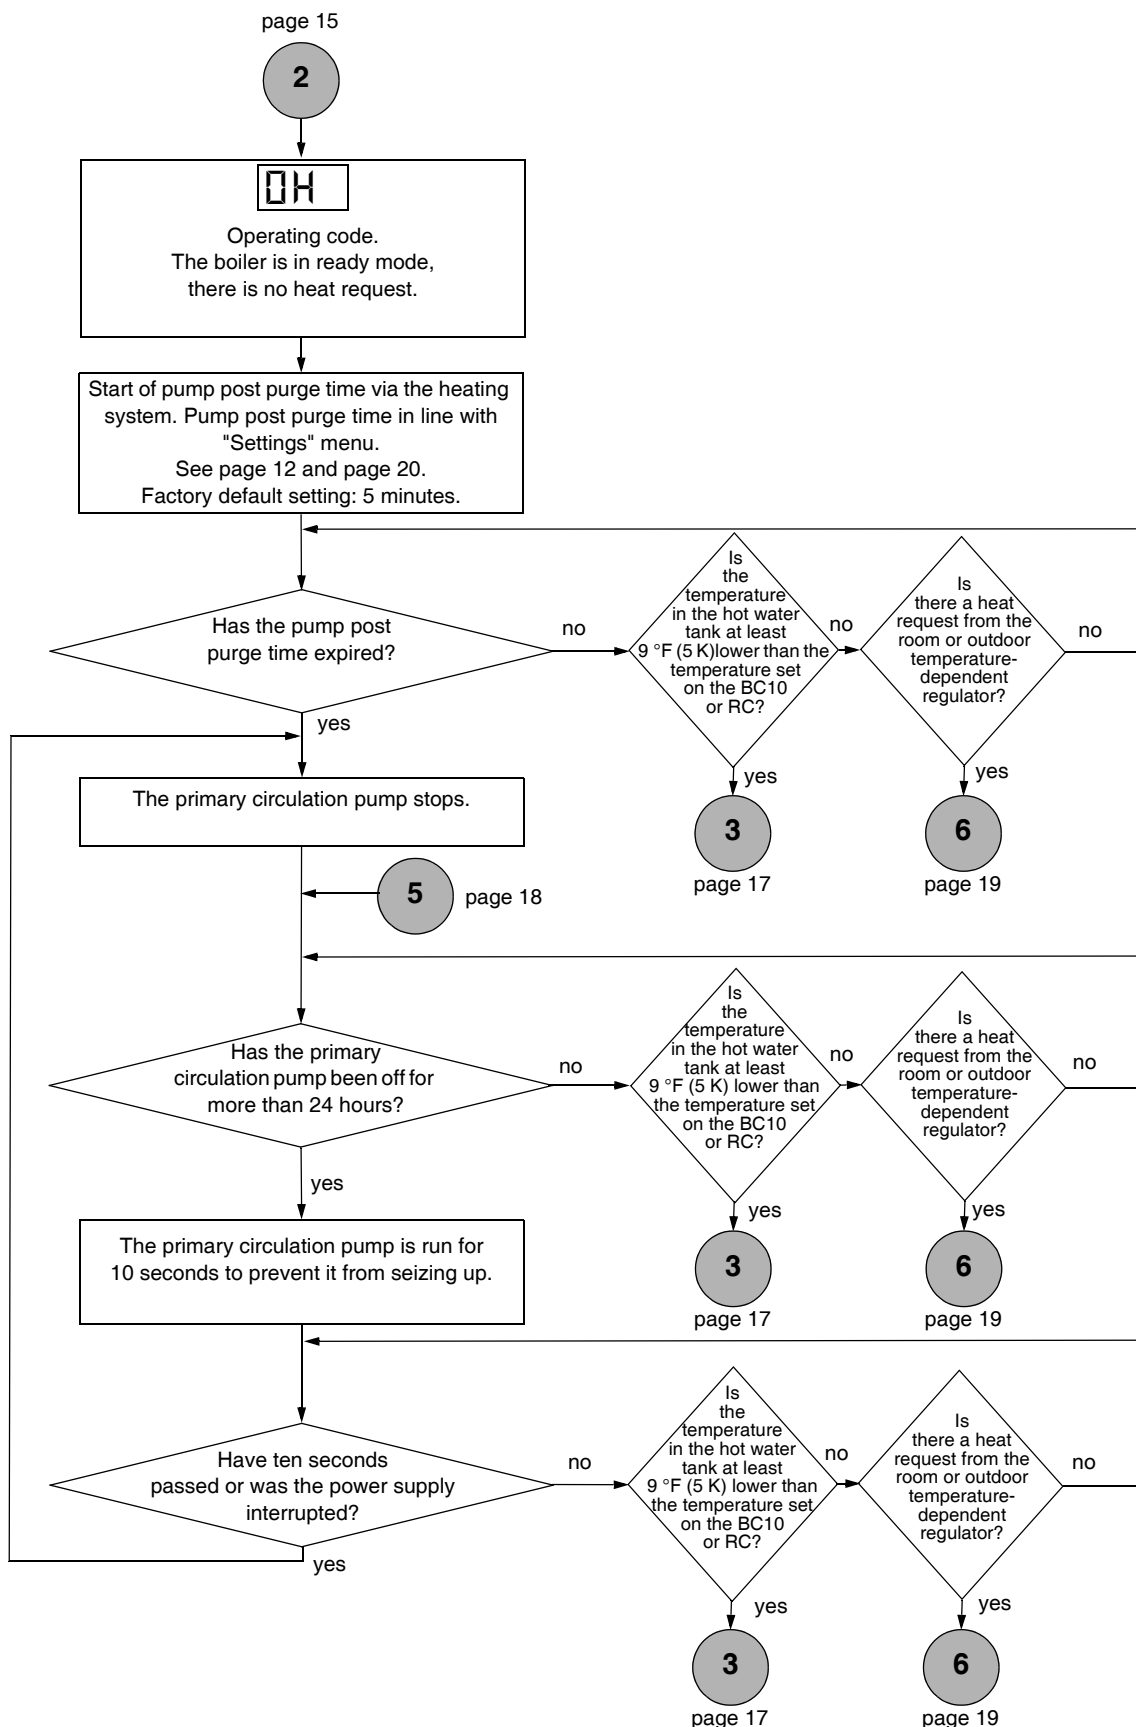 page 15
2
0H
Operating code.
The boiler is in ready mode,
there is no heat request.
Start of pump post purge time via the heating
system. Pump post purge time in line with
"Settings" menu.
See page 12 and page 20.
Factory default setting: 5 minutes.
Has the pump post
purge time expired?
no
Is
the
temperature
in the hot water
tank at least
9 °F (5 K)lower than the
temperature set
on the BC10
or RC?
no
Is
there a heat
request from the
room or outdoor
temperature-
dependent
regulator?
no
yes
yes
yes
3
page 17
6
page 19
The primary circulation pump stops.
5
page 18
Has the primary
circulation pump been off for
more than 24 hours?
no
Is
the
temperature
in the hot water
tank at least
9 °F (5 K) lower than
the temperature set
on the BC10
or RC?
no
Is
there a heat
request from the
room or outdoor
temperature-
dependent
regulator?
no
yes
yes
yes
3
page 17
6
page 19
The primary circulation pump is run for
10 seconds to prevent it from seizing up.
Have ten seconds
passed or was the power supply
interrupted?
no
Is
the
temperature
in the hot water
tank at least
9 °F (5 K) lower than
the temperature set
on the BC10
or RC?
no
Is
there a heat
request from the
room or outdoor
temperature-
dependent
regulator?
no
yes
yes
yes
3
page 17
6
page 19